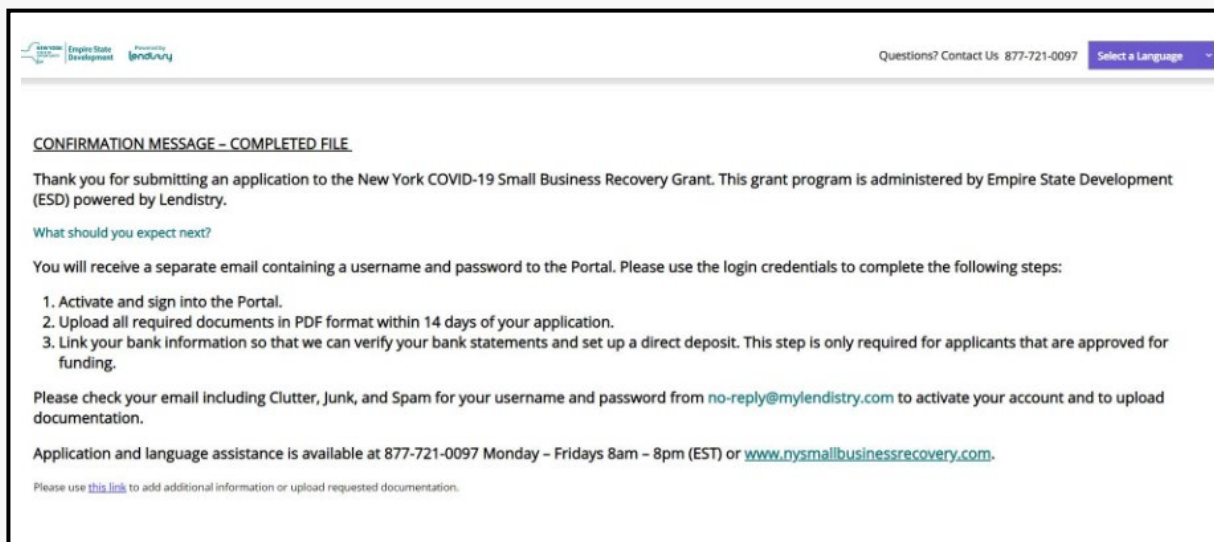 NEW YORK
Empire State
Development
Powered by
lendistry
Questions? Contact Us 877-721-0097
Select a Language
CONFIRMATION MESSAGE – COMPLETED FILE
Thank you for submitting an application to the New York COVID-19 Small Business Recovery Grant. This grant program is administered by Empire State Development
(ESD) powered by Lendistry.
What should you expect next?
You will receive a separate email containing a username and password to the Portal. Please use the login credentials to complete the following steps:
1. Activate and sign into the Portal.
2. Upload all required documents in PDF format within 14 days of your application.
3. Link your bank information so that we can verify your bank statements and set up a direct deposit. This step is only required for applicants that are approved for
funding.
Please check your email including Clutter, Junk, and Spam for your username and password from no-reply@mylendistry.com to activate your account and to upload
documentation.
Application and language assistance is available at 877-721-0097 Monday – Fridays 8am – 8pm (EST) or www.nysmallbusinessrecovery.com.
Please use this link to add additional information or upload requested documentation.